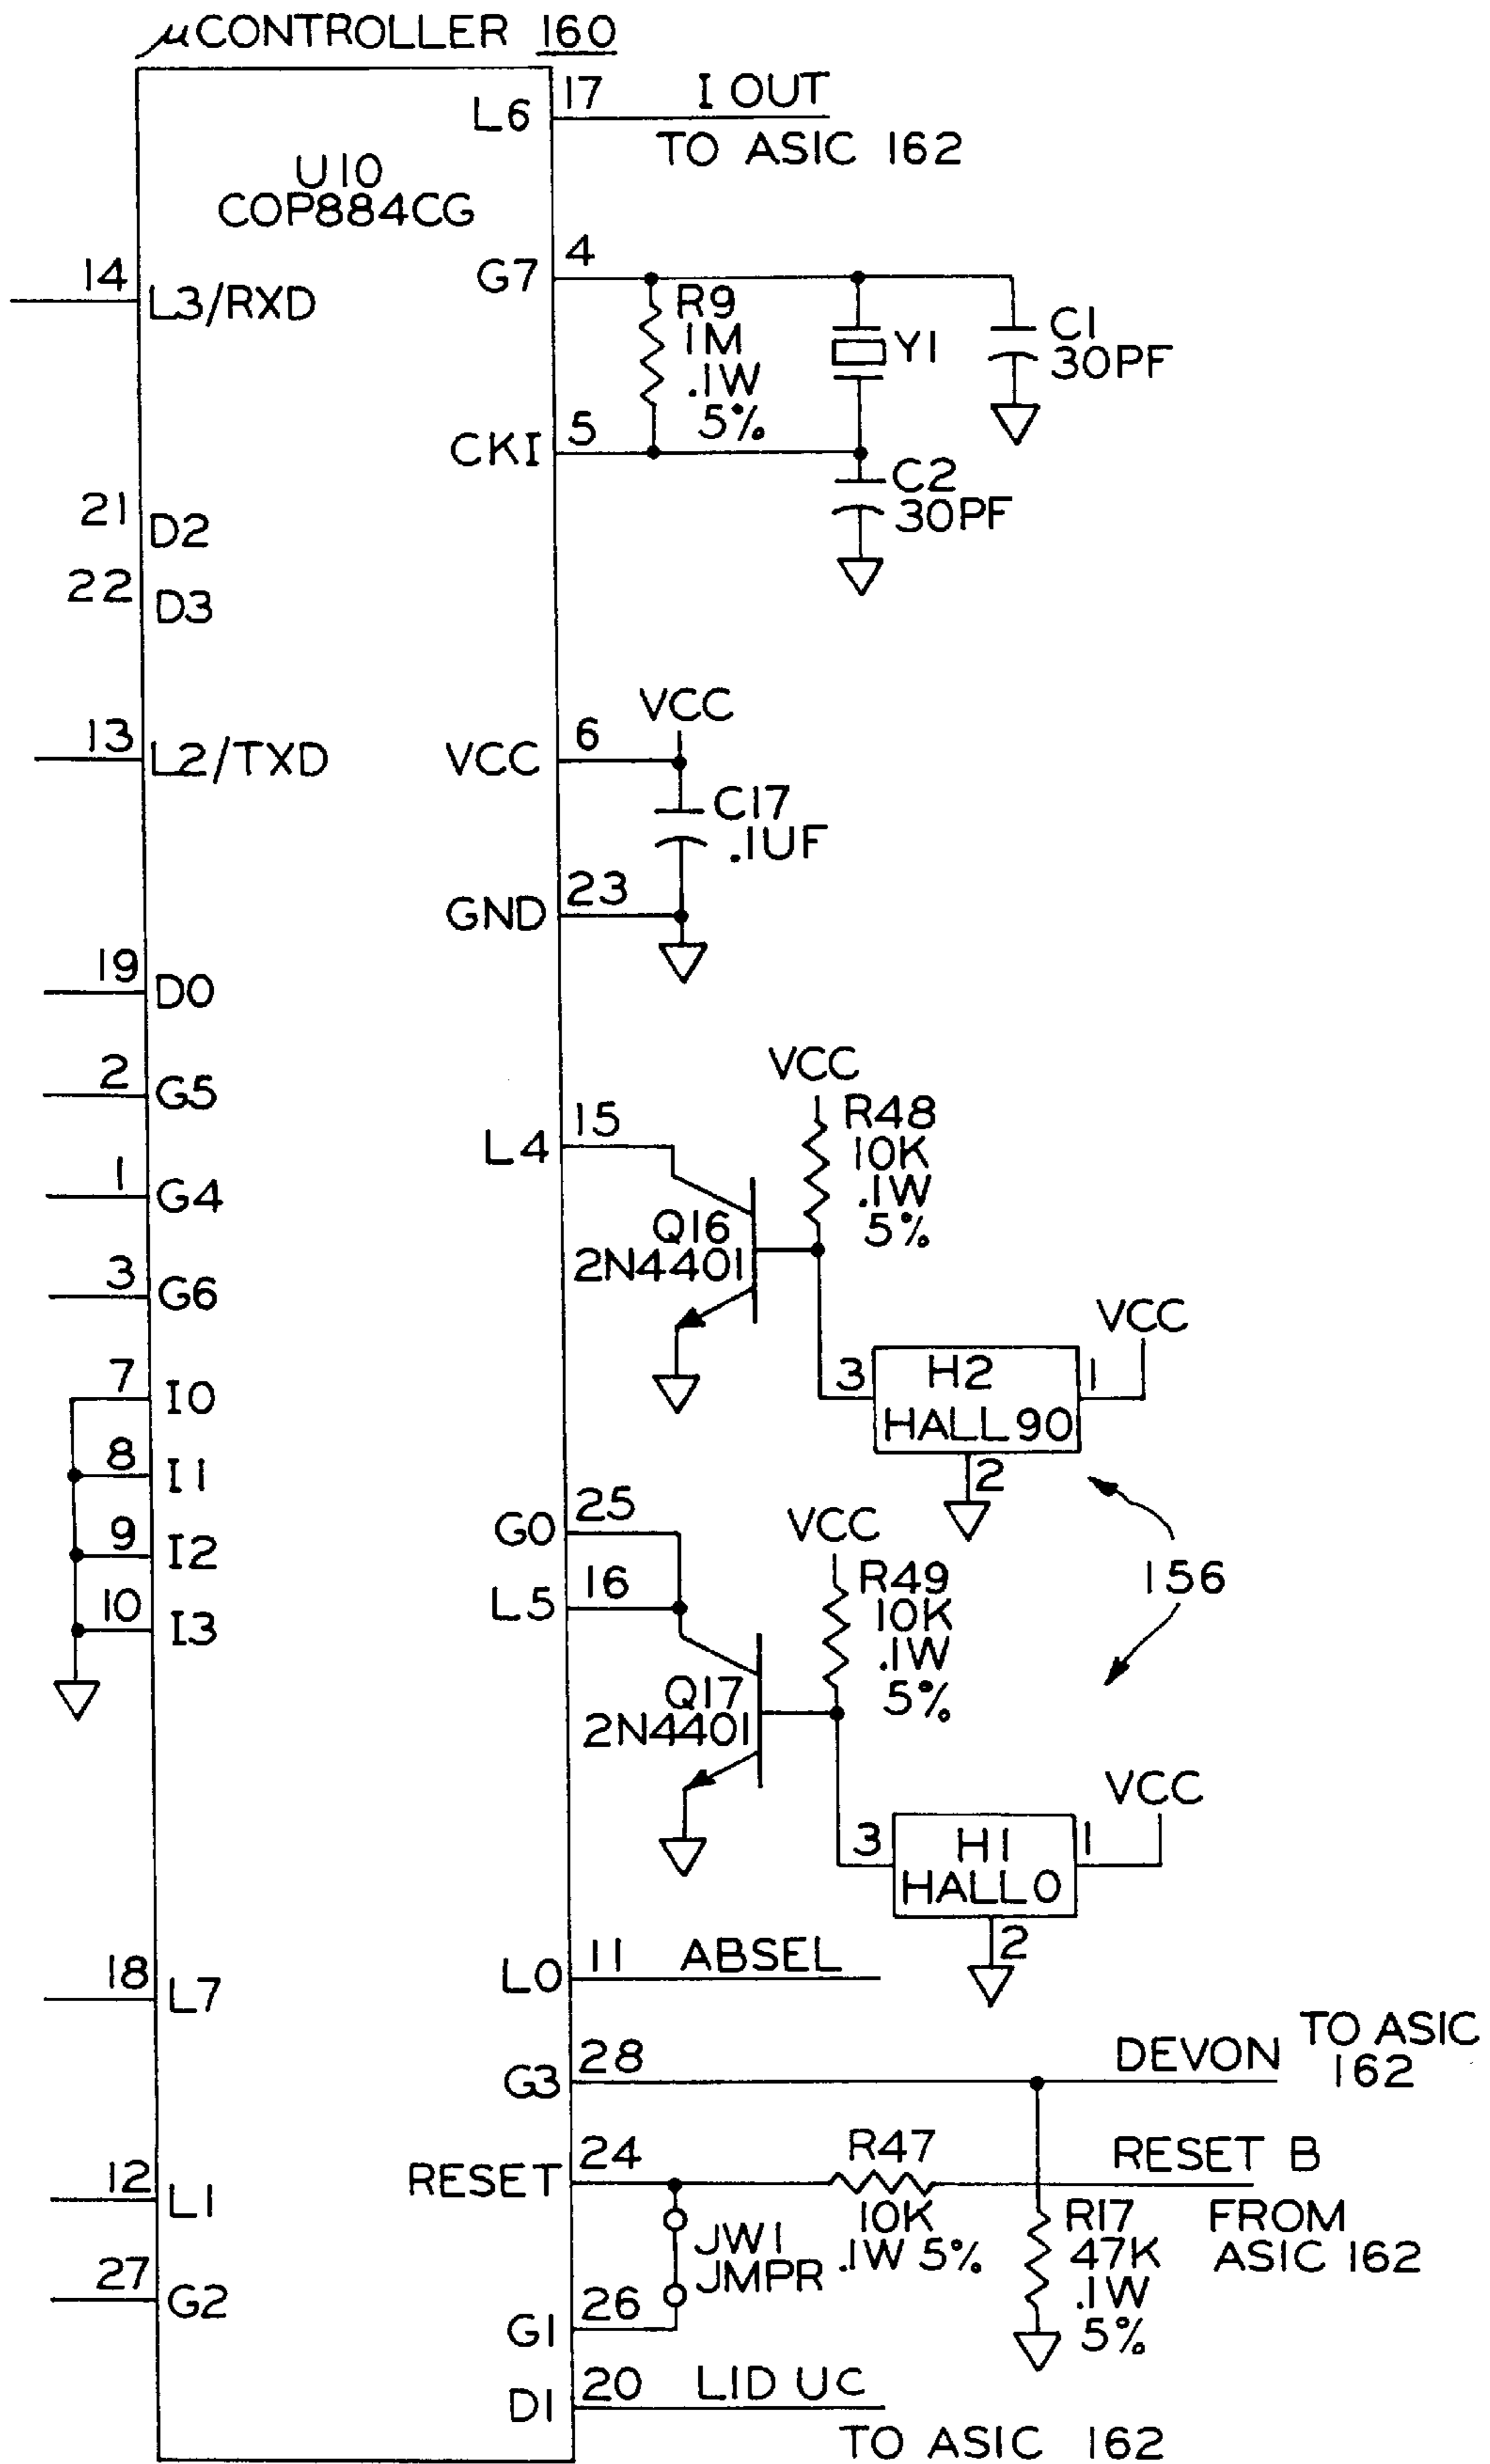 µCONTROLLER 160
L6 17 I OUT
TO ASIC 162
U10
COP884CG
G7 4
14 L3/RXD
R9
1M
.1W
5%
Y1
C1
30PF
CKI 5
C2
30PF
21 D2
22 D3
VCC
13 L2/TXD
VCC 6
C17
.1UF
GND 23
19 D0
2 G5
VCC
R48
10K
.1W
5%
L4 15
1 G4
Q16
2N4401
3 G6
VCC
3 H2 1
HALL90
2
7 I0
8 I1
9 I2
10 I3
G0 25
VCC
L5 16
R49
10K
.1W
5%
156
Q17
2N4401
VCC
3 H1 1
HALL0
2
18 L7
L0 11 ABSEL
G3 28 DEVON TO ASIC
162
12 L1
RESET 24 R47 RESET B
10K
.1W 5%
FROM
ASIC 162
JW1
JMPR
R17
47K
.1W
5%
27 G2
G1 26
D1 20 LID UC
TO ASIC 162